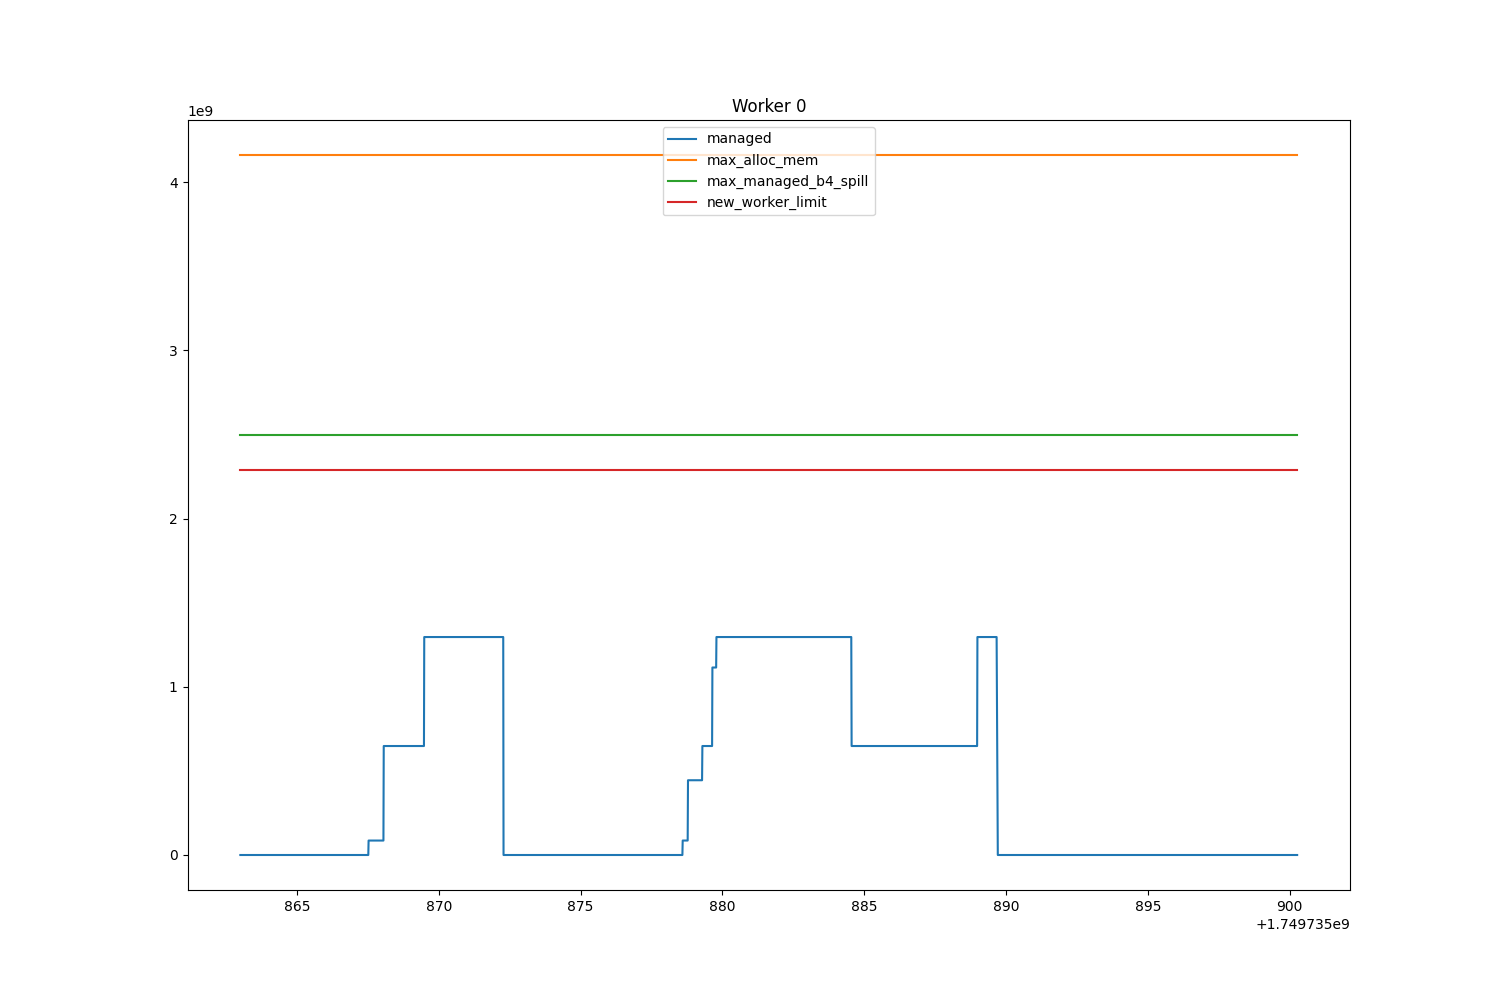 Worker 0
1e9
managed
max_alloc_mem
max_managed_b4_spill
new_worker_limit
4
3
2
1
0
865 870 875 880 885 890 895 900
+1.749735e9